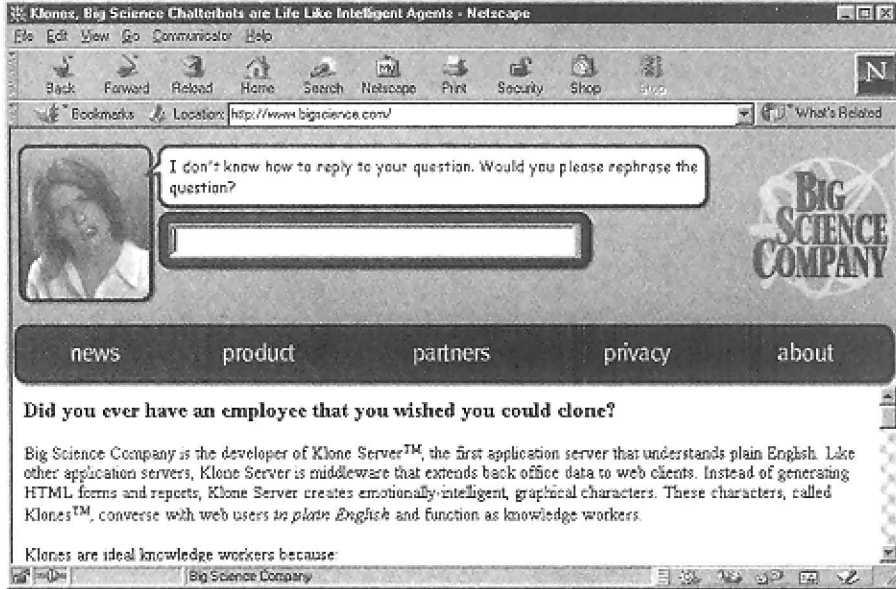 Klones, Big Science Chatterbots are Life Like Intelligent Agents - Netscape
File Edit View Go Communicator Help
Back Forward Reload Home Search Netscape Print Security Shop Stop
Bookmarks Location: http://www.bigscience.com/ What's Related
I don't know how to reply to your question. Would you please rephrase the
question?
BIG
SCIENCE
COMPANY
news product partners privacy about
Did you ever have an employee that you wished you could clone?
Big Science Company is the developer of Klone Server™, the first application server that understands plain English. Like
other application servers, Klone Server is middleware that extends back office data to web clients. Instead of generating
HTML forms and reports, Klone Server creates emotionally-intelligent, graphical characters. These characters, called
Klones™, converse with web users in plain English and function as knowledge workers.
Klones are ideal knowledge workers because:
Big Science Company